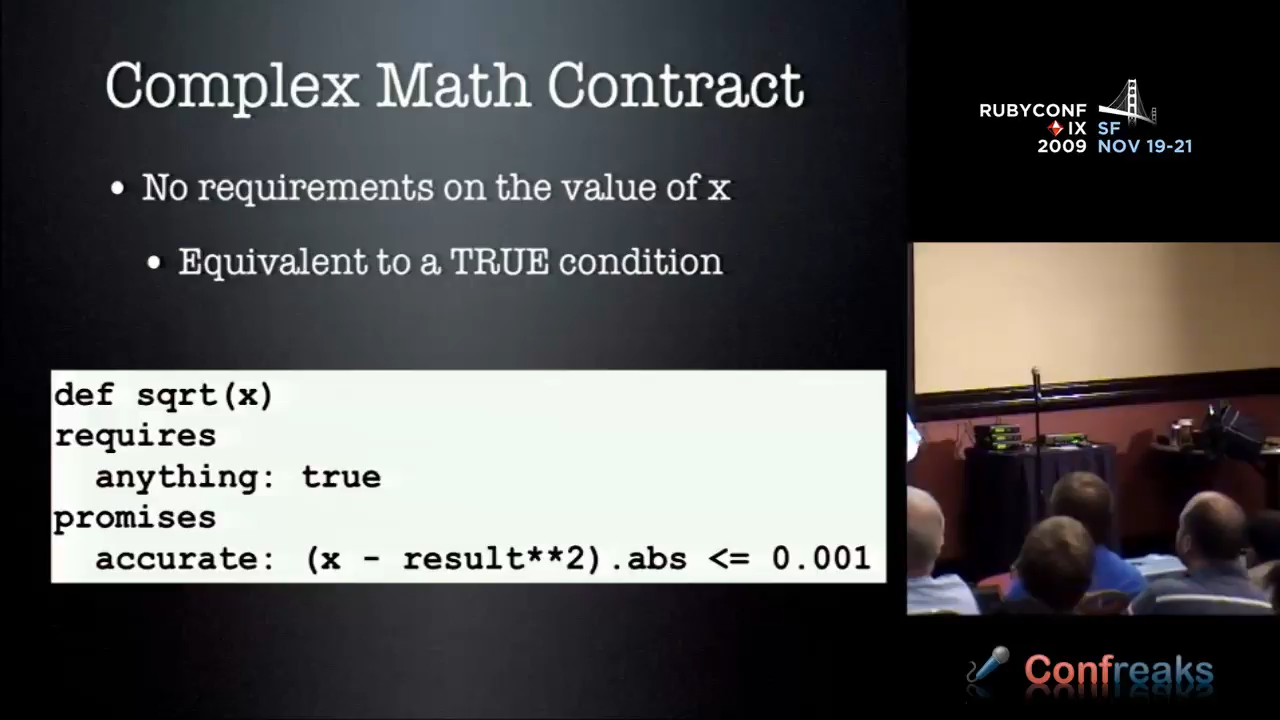 Complex Math Contract
• No requirements on the value of x
• Equivalent to a TRUE condition
def sqrt(x)
requires
  anything: true
promises
  accurate: (x - result**2).abs <= 0.001
RUBYCONF
IX SF
2009 NOV 19-21
Confreaks